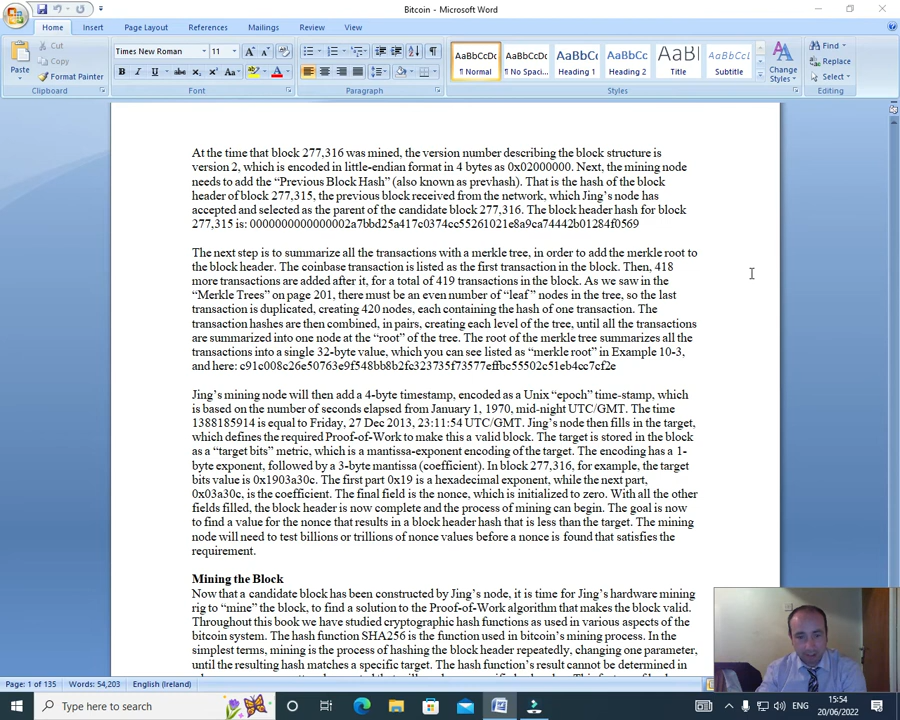 Bitcoin - Microsoft Word
Home Insert Page Layout References Mailings Review View
Paste
Cut
Copy
Format Painter
Clipboard
Times New Roman 11
Font
Paragraph
AaBbCcDc AaBbCcDc AaBbCc AaBbCc AaBl AaBbCcL
¶ Normal ¶ No Spaci... Heading 1 Heading 2 Title Subtitle
Change Styles
Styles
Find
Replace
Select
Editing
At the time that block 277,316 was mined, the version number describing the block structure is
version 2, which is encoded in little-endian format in 4 bytes as 0x02000000. Next, the mining node
needs to add the “Previous Block Hash” (also known as prevhash). That is the hash of the block
header of block 277,315, the previous block received from the network, which Jing’s node has
accepted and selected as the parent of the candidate block 277,316. The block header hash for block
277,315 is: 0000000000000002a7bbd25a417c0374cc55261021e8a9ca74442b01284f0569
The next step is to summarize all the transactions with a merkle tree, in order to add the merkle root to
the block header. The coinbase transaction is listed as the first transaction in the block. Then, 418
more transactions are added after it, for a total of 419 transactions in the block. As we saw in the
“Merkle Trees” on page 201, there must be an even number of “leaf” nodes in the tree, so the last
transaction is duplicated, creating 420 nodes, each containing the hash of one transaction. The
transaction hashes are then combined, in pairs, creating each level of the tree, until all the transactions
are summarized into one node at the “root” of the tree. The root of the merkle tree summarizes all the
transactions into a single 32-byte value, which you can see listed as “merkle root” in Example 10-3,
and here: c91c008c26e50763e9f548bb8b2fc323735f73577effbc55502c51eb4cc7cf2e
Jing’s mining node will then add a 4-byte timestamp, encoded as a Unix “epoch” time-stamp, which
is based on the number of seconds elapsed from January 1, 1970, mid-night UTC/GMT. The time
1388185914 is equal to Friday, 27 Dec 2013, 23:11:54 UTC/GMT. Jing’s node then fills in the target,
which defines the required Proof-of-Work to make this a valid block. The target is stored in the block
as a “target bits” metric, which is a mantissa-exponent encoding of the target. The encoding has a 1-
byte exponent, followed by a 3-byte mantissa (coefficient). In block 277,316, for example, the target
bits value is 0x1903a30c. The first part 0x19 is a hexadecimal exponent, while the next part,
0x03a30c, is the coefficient. The final field is the nonce, which is initialized to zero. With all the other
fields filled, the block header is now complete and the process of mining can begin. The goal is now
to find a value for the nonce that results in a block header hash that is less than the target. The mining
node will need to test billions or trillions of nonce values before a nonce is found that satisfies the
requirement.
Mining the Block
Now that a candidate block has been constructed by Jing’s node, it is time for Jing’s hardware mining
rig to “mine” the block, to find a solution to the Proof-of-Work algorithm that makes the block valid.
Throughout this book we have studied cryptographic hash functions as used in various aspects of the
bitcoin system. The hash function SHA256 is the function used in bitcoin’s mining process. In the
simplest terms, mining is the process of hashing the block header repeatedly, changing one parameter,
until the resulting hash matches a specific target. The hash function’s result cannot be determined in
Page: 1 of 135 Words: 54,203 English (Ireland)
Type here to search
ENG
15:54
20/06/2022